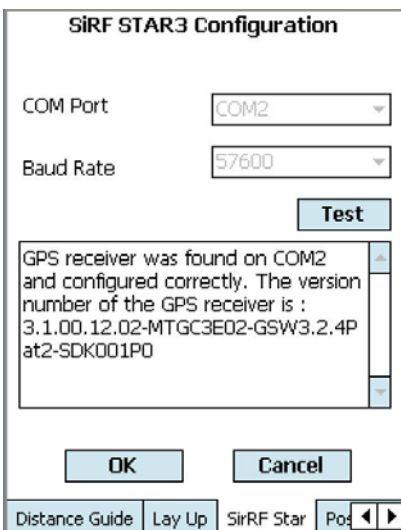 SiRF STAR3 Configuration
COM Port COM2
Baud Rate 57600
Test
GPS receiver was found on COM2
and configured correctly. The version
number of the GPS receiver is :
3.1.00.12.02-MTGC3E02-GSW3.2.4P
at2-SDK001P0
OK Cancel
Distance Guide Lay Up SirRF Star